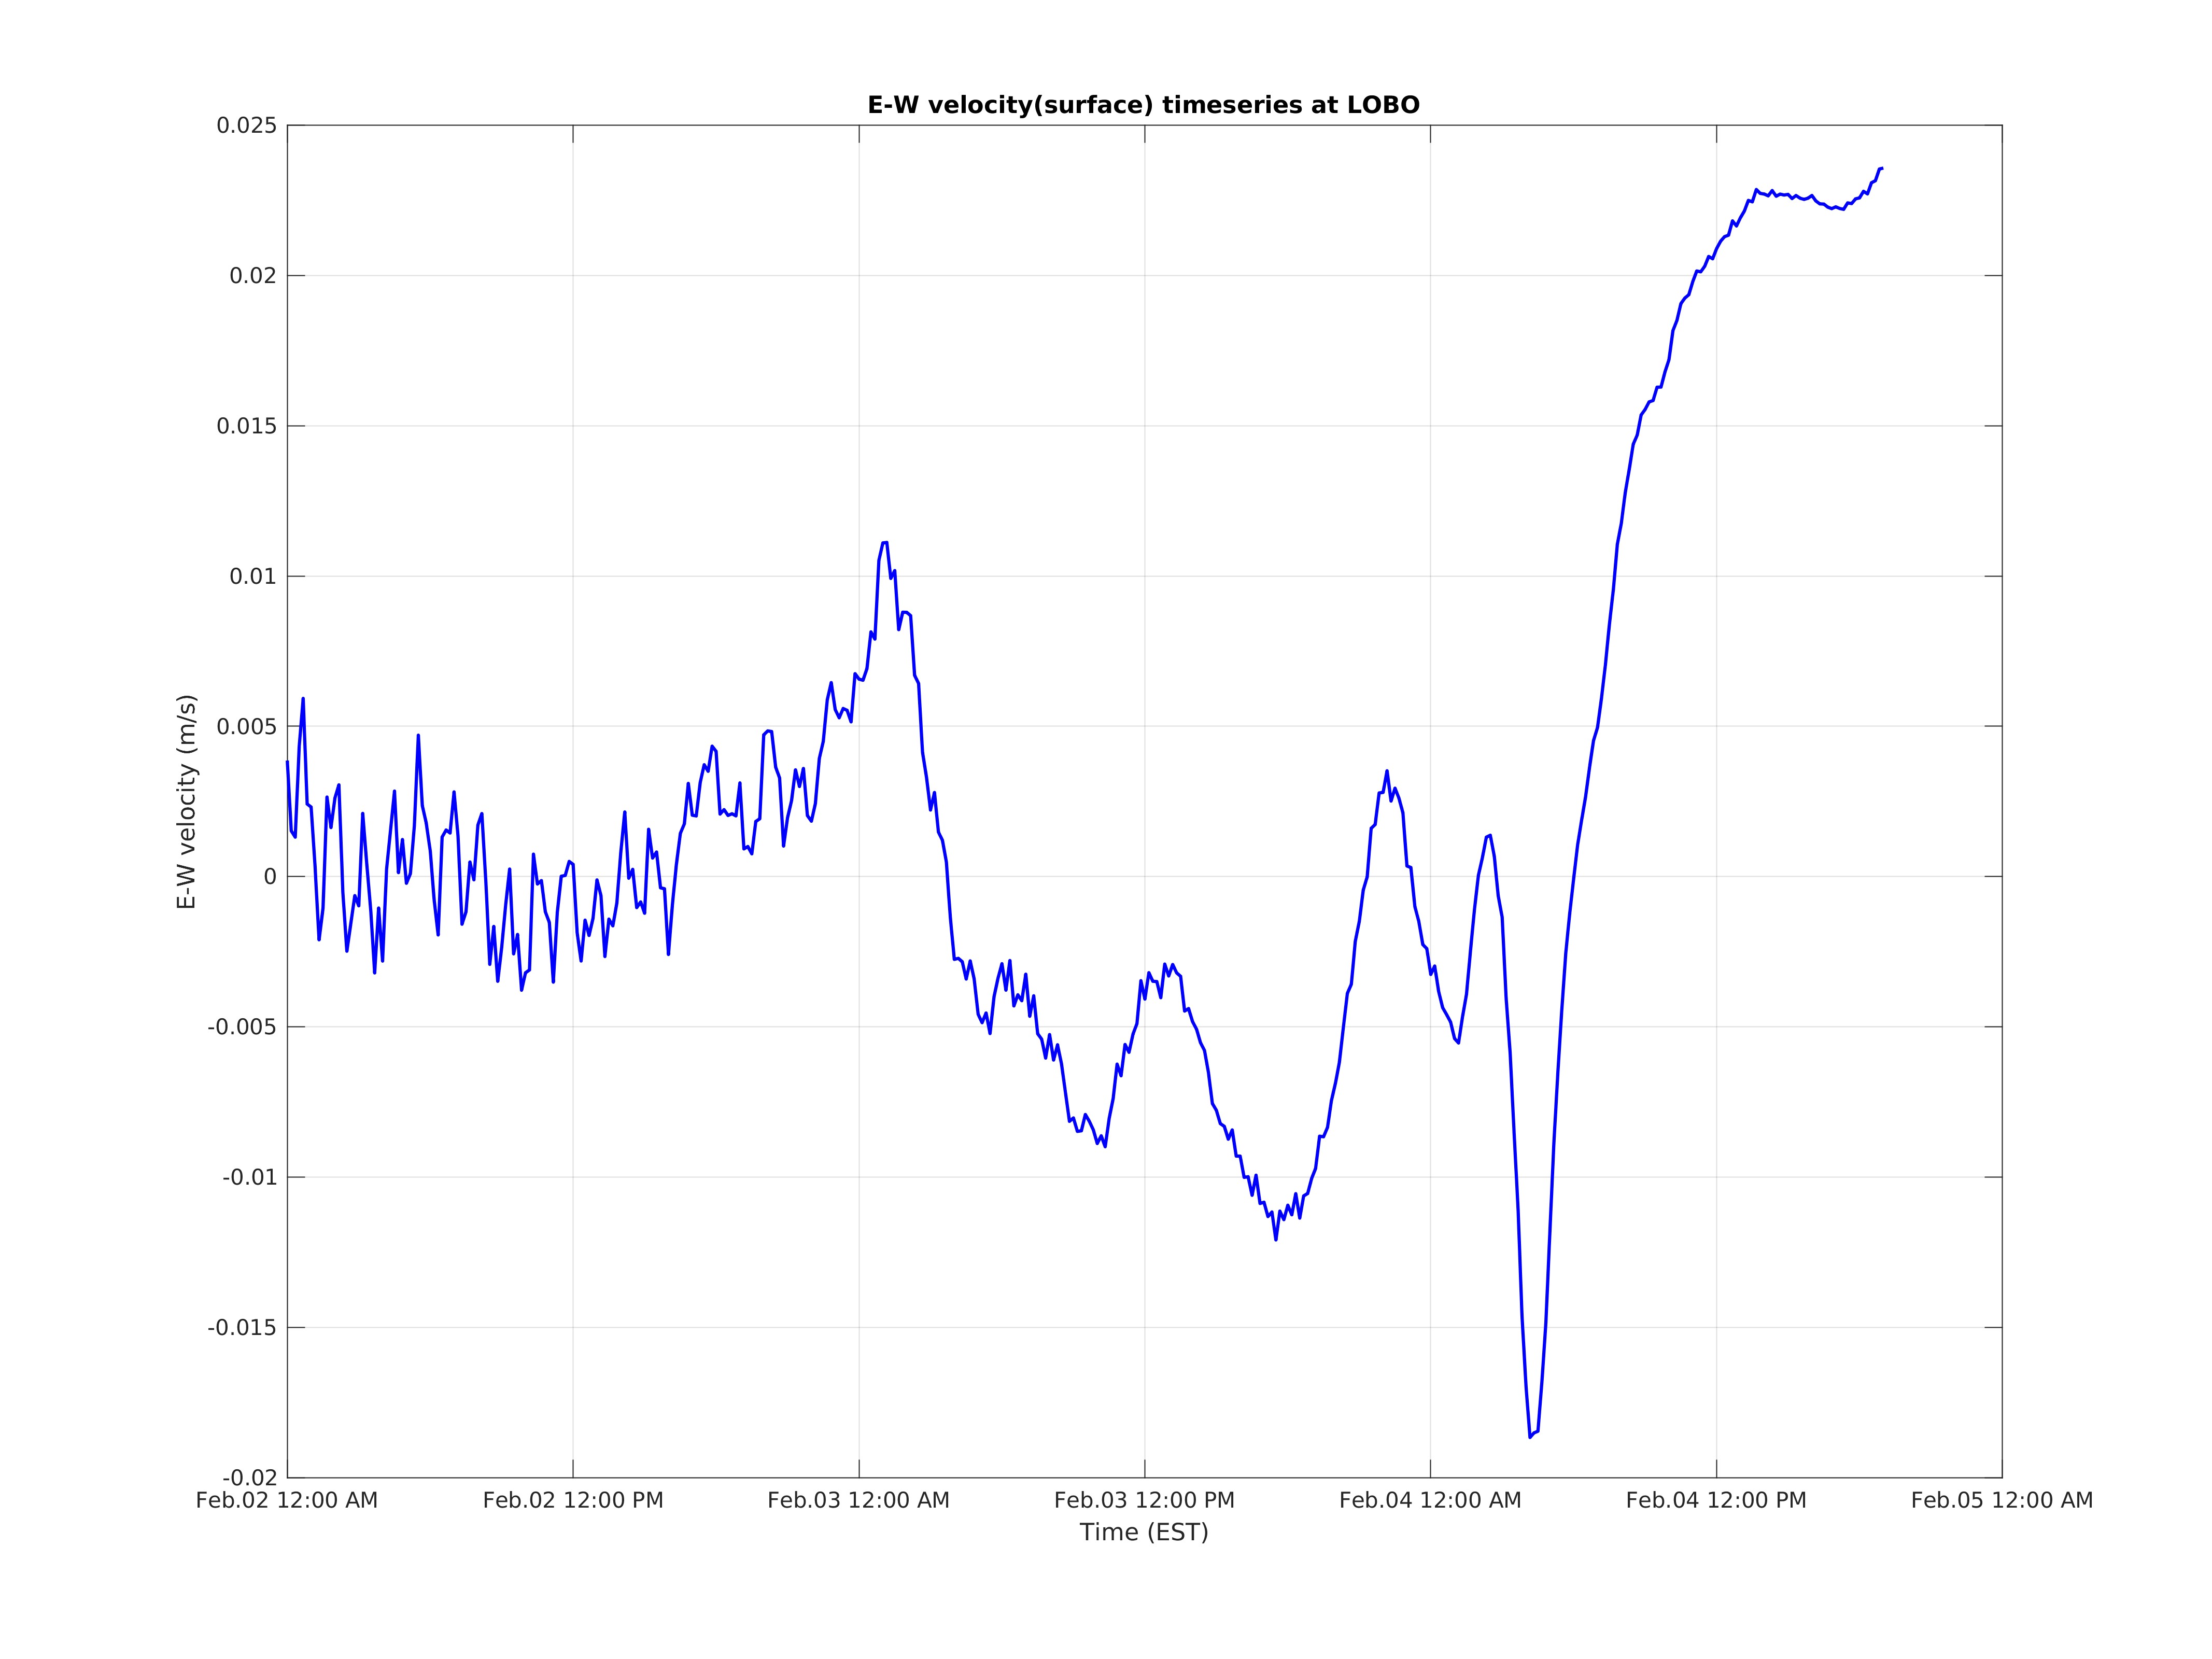 E-W velocity(surface) timeseries at LOBO
0.025
0.02
0.015
0.01
0.005
0
-0.005
-0.01
-0.015
-0.02
E-W velocity (m/s)
Feb.02 12:00 AM Feb.02 12:00 PM Feb.03 12:00 AM Feb.03 12:00 PM Feb.04 12:00 AM Feb.04 12:00 PM Feb.05 12:00 AM
Time (EST)